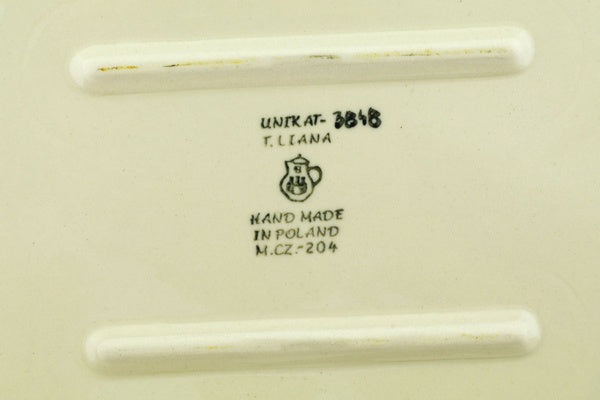 UNIKAT- 3848
T. LIANA
HAND MADE
IN POLAND
M.CZ.-204